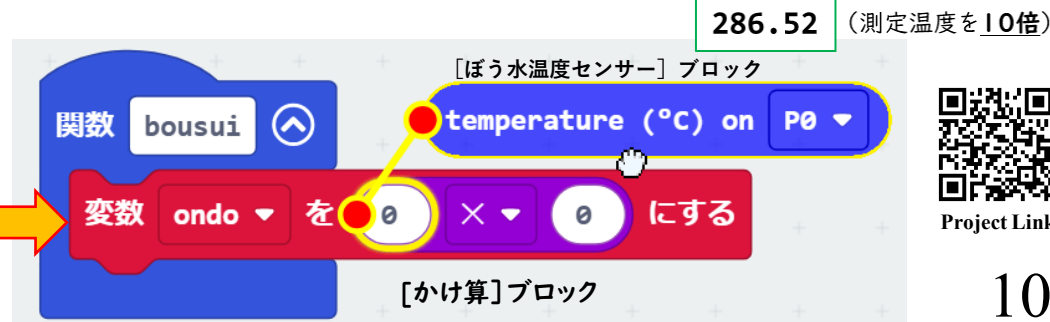 286.52 (測定温度を10倍)
[ぼう水温度センサー] ブロック
関数 bousui
temperature (°C) on P0
変数 ondo を 0 × 0 にする
[かけ算]ブロック
Project Link
10